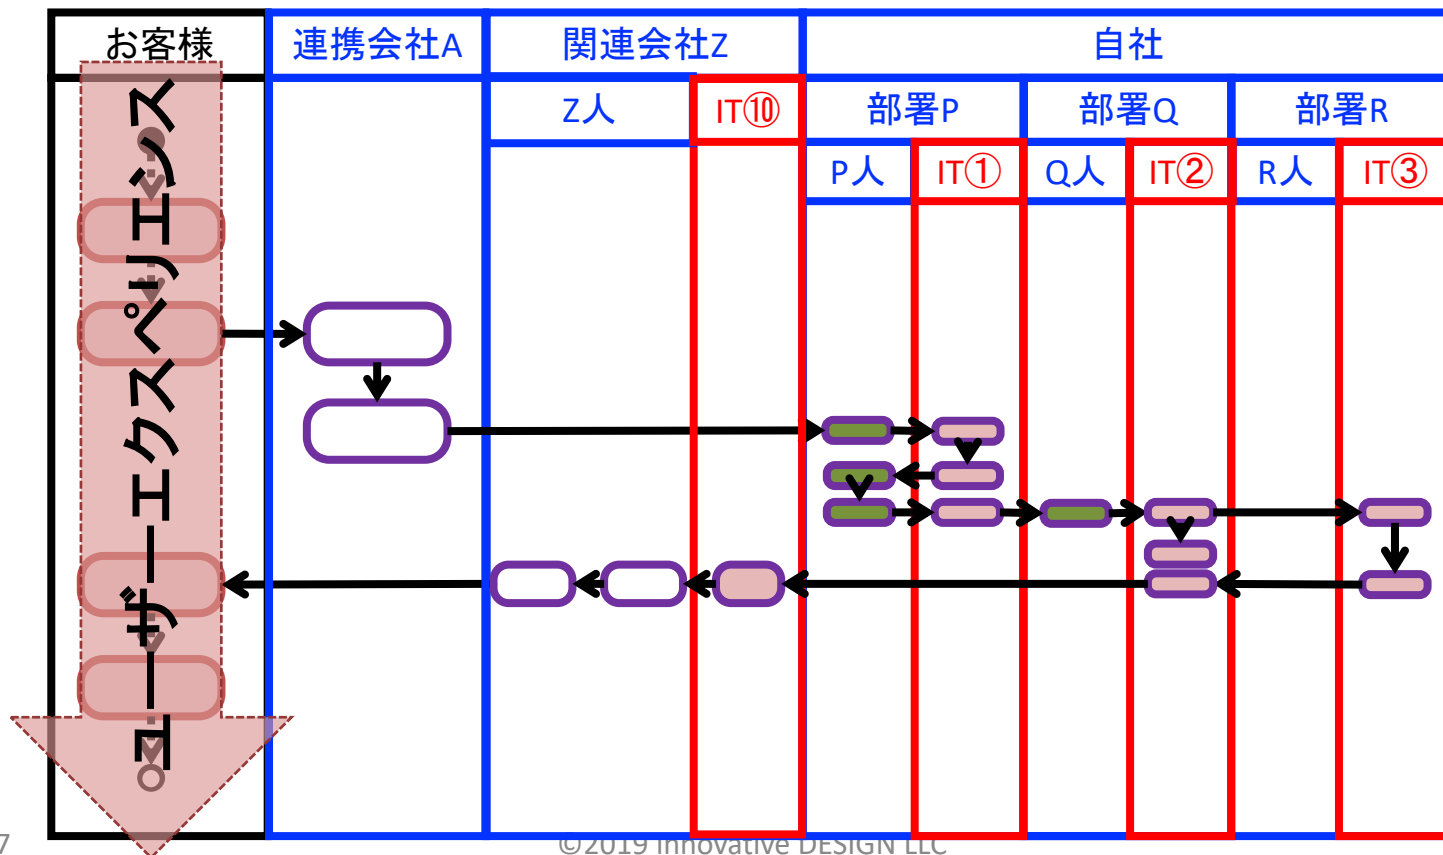 お客様
連携会社A
関連会社Z
自社
Z人
IT⑩
部署P
部署Q
部署R
P人
IT①
Q人
IT②
R人
IT③
ユーザーエクスペリエンス
7
©2019 Innovative DESIGN LLC